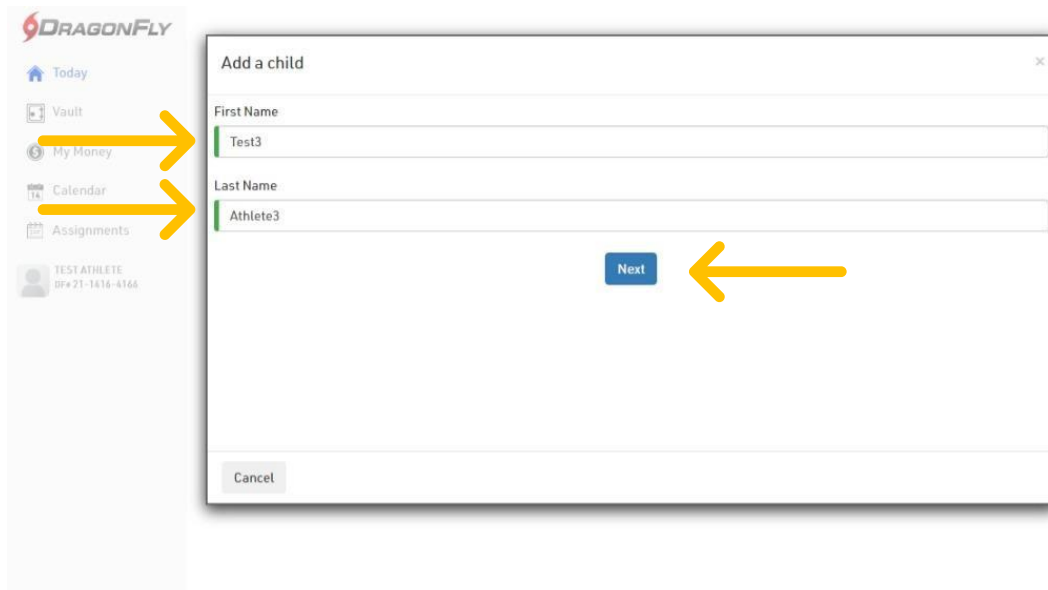 DRAGONFLY
Today
Vault
My Money
Calendar
Assignments
TEST ATHLETE
DF# 21-1416-4166
Add a child
×
First Name
Test3
Last Name
Athlete3
Next
Cancel